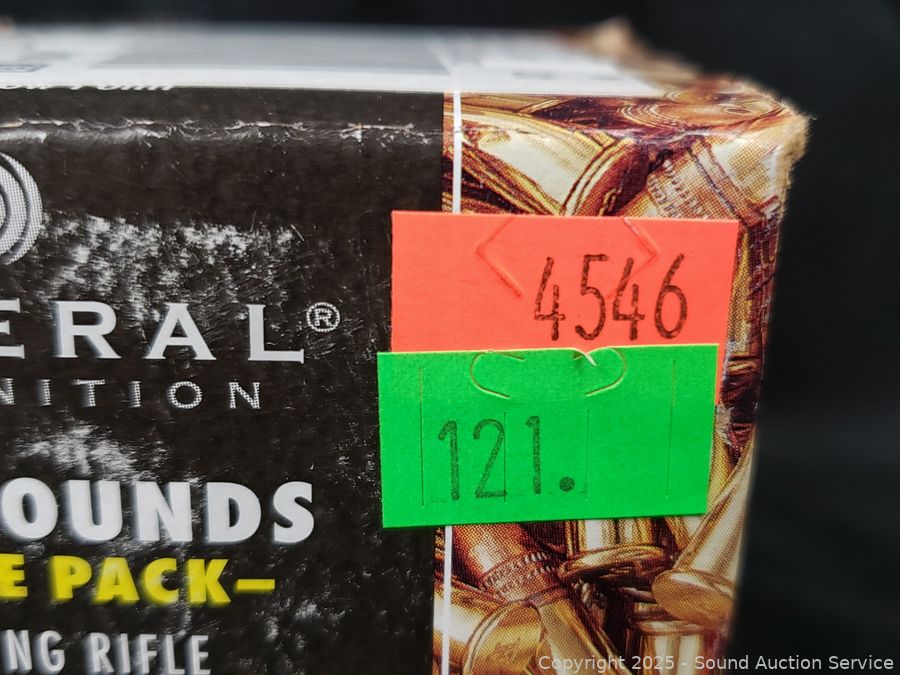 ERAL®
NITION
OUNDS
E PACK–
NG RIFLE
4546
121.
Copyright 2025 - Sound Auction Service